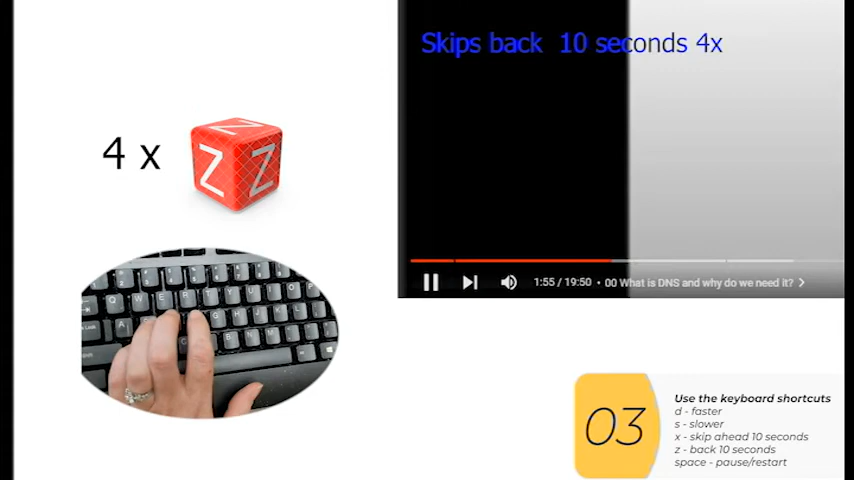 Skips back 10 seconds 4x
4 x
Z Z Z
1:55 / 19:50 • 00 What is DNS and why do we need it?
03
Use the keyboard shortcuts
d - faster
s - slower
x - skip ahead 10 seconds
z - back 10 seconds
space - pause/restart